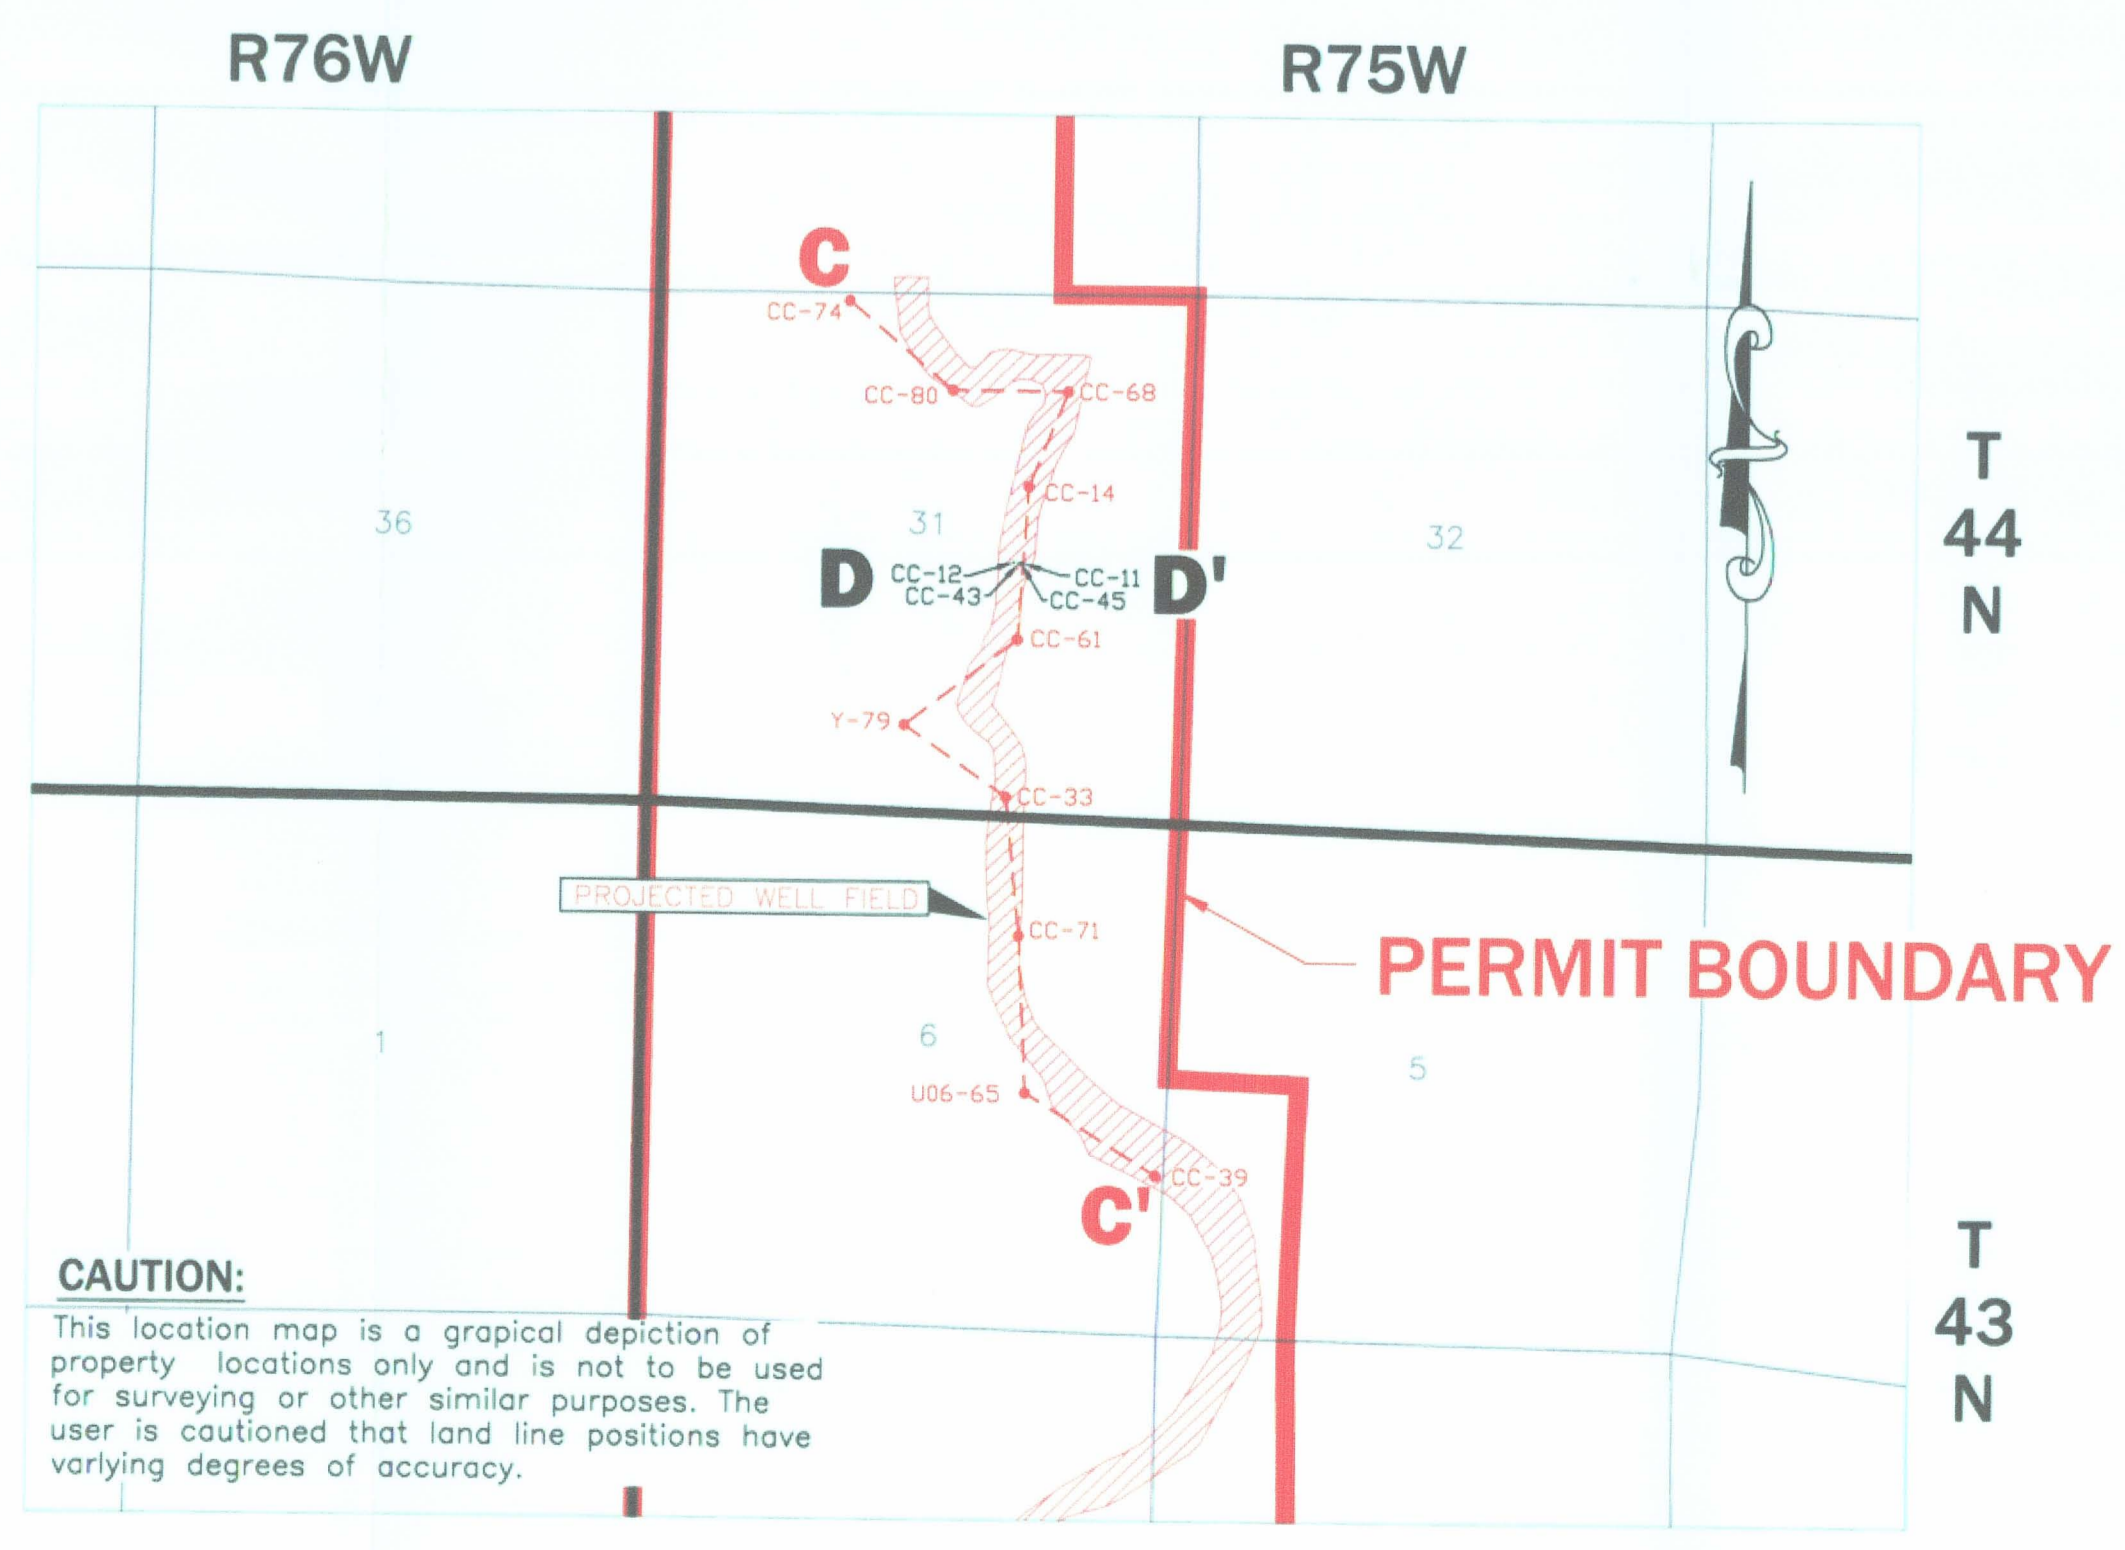 R76W
R75W
C
CC-74
CC-80
CC-68
CC-14
36
31
32
T
44
N
D
CC-12
CC-43
CC-11
CC-45
D'
CC-61
Y-79
CC-33
PROJECTED WELL FIELD
CC-71
PERMIT BOUNDARY
1
6
5
U06-65
CC-39
C'
T
43
N
CAUTION:
This location map is a grapical depiction of
property locations only and is not to be used
for surveying or other similar purposes. The
user is cautioned that land line positions have
varlying degrees of accuracy.